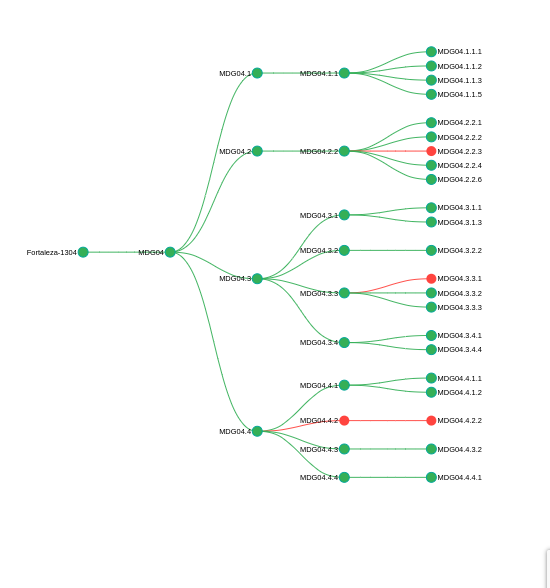 MDG04.1.1.1
MDG04.1.1.2
MDG04.1 MDG04.1.1
MDG04.1.1.3
MDG04.1.1.5
MDG04.2.2.1
MDG04.2.2.2
MDG04.2 MDG04.2.2 MDG04.2.2.3
MDG04.2.2.4
MDG04.2.2.6
MDG04.3.1.1
MDG04.3.1
MDG04.3.1.3
Fortaleza-1304 MDG04 MDG04.3.2 MDG04.3.2.2
MDG04.3 MDG04.3.3.1
MDG04.3.3 MDG04.3.3.2
MDG04.3.3.3
MDG04.3.4.1
MDG04.3.4
MDG04.3.4.4
MDG04.4.1.1
MDG04.4.1
MDG04.4.1.2
MDG04.4.2 MDG04.4.2.2
MDG04.4
MDG04.4.3 MDG04.4.3.2
MDG04.4.4 MDG04.4.4.1